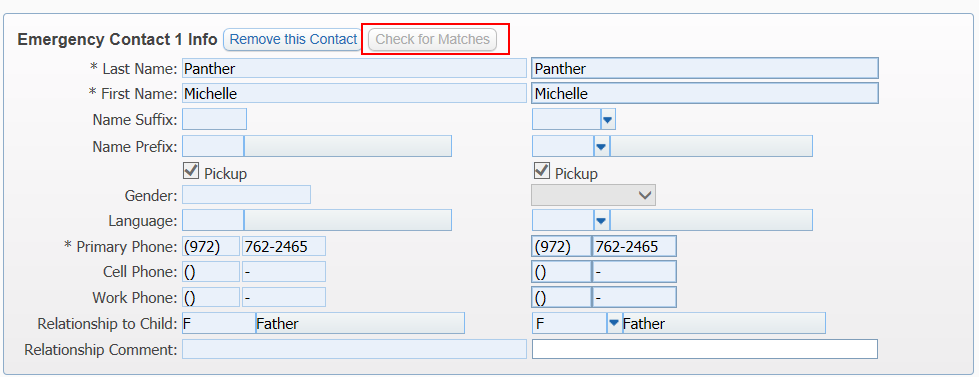 Emergency Contact 1 Info Remove this Contact Check for Matches
* Last Name: Panther Panther
* First Name: Michelle Michelle
Name Suffix:
Name Prefix:
Pickup Pickup
Gender:
Language:
* Primary Phone: (972) 762-2465 (972) 762-2465
Cell Phone: () - () -
Work Phone: () - () -
Relationship to Child: F Father F Father
Relationship Comment: